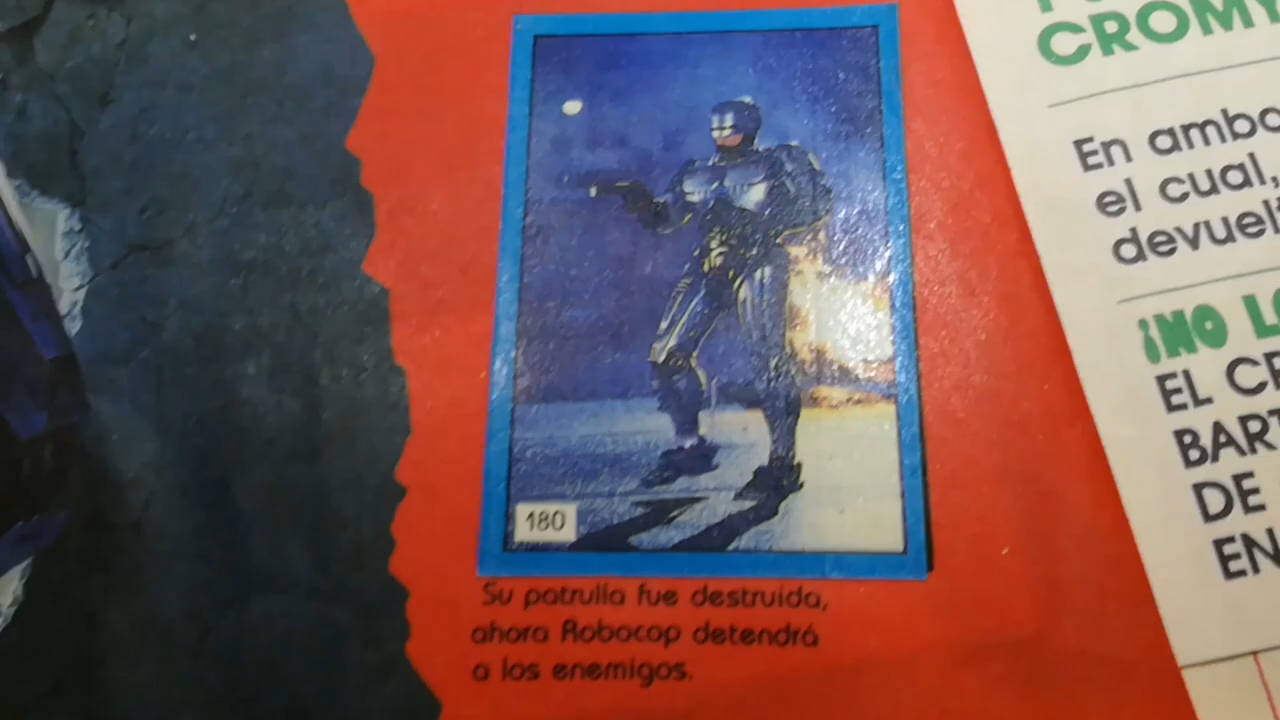 180
Su patrulla fue destruida,
ahora Robocop detendrá
a los enemigos.
CROMY
En ambo
el cual,
devuel
¡NO L
EL CR
BART
DE
EN